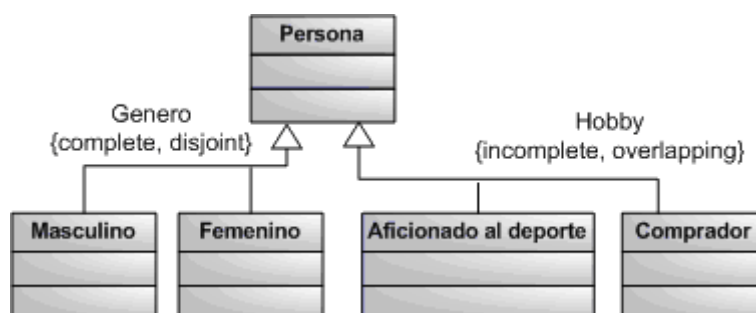 Persona
Genero
{complete, disjoint}
Hobby
{incomplete, overlapping}
Masculino
Femenino
Aficionado al deporte
Comprador